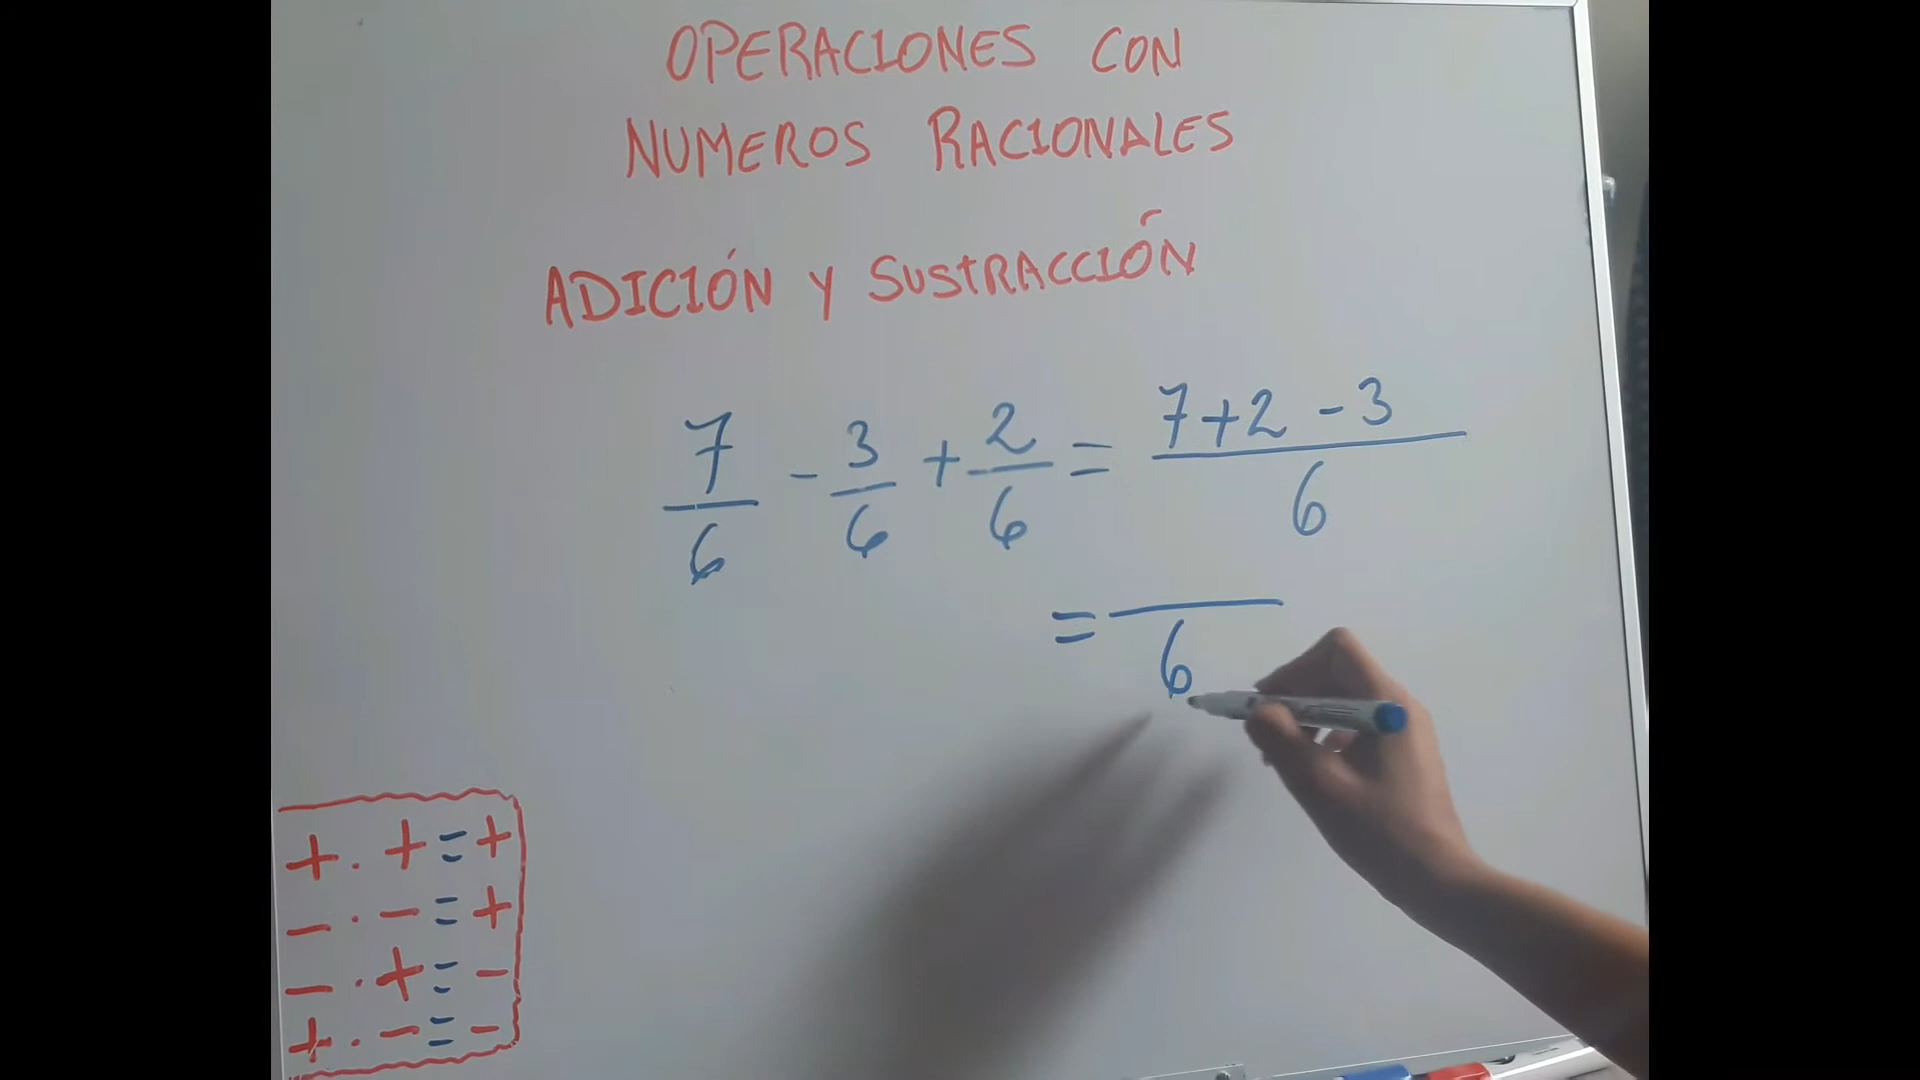 OPERACIONES CON
NUMEROS RACIONALES
ADICIÓN Y SUSTRACCIÓN
7/6 - 3/6 + 2/6 = 7+2-3/6
= /6
+ . + = +
- . - = +
- . + = -
+ . - = -